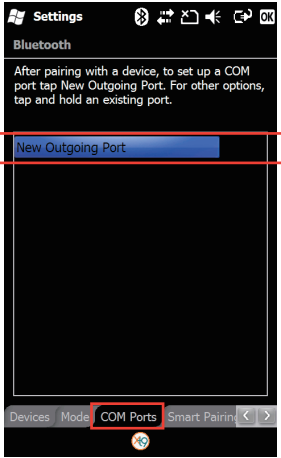 Settings
OK
Bluetooth
After pairing with a device, to set up a COM
port tap New Outgoing Port. For other options,
tap and hold an existing port.
New Outgoing Port
Devices Mode COM Ports Smart Pairing